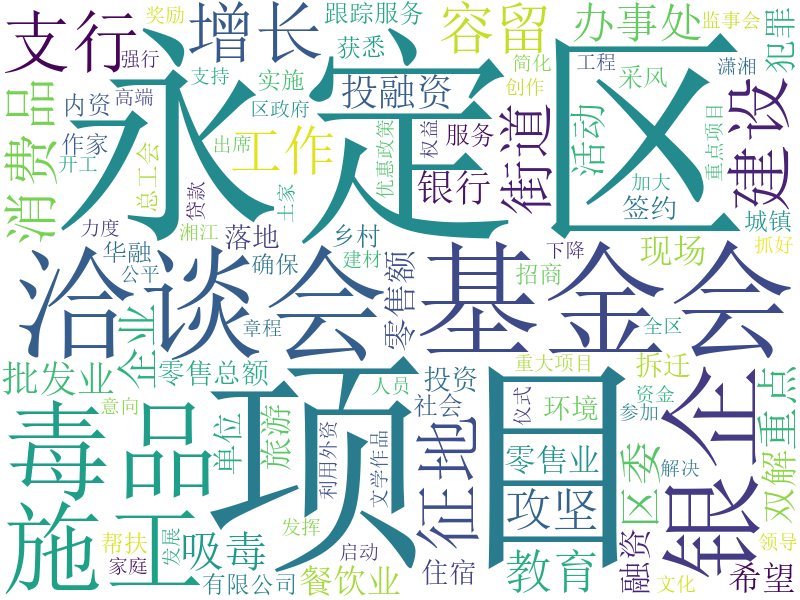 奖励
跟踪服务
监事会
支行
增长
容留
办事处
犯罪
强行
获悉
简化
工程
潇湘
支持
实施
创作
采风
永定区
消费品
内资
高端
区政府
投融资
街道
活动
建设
作家
出席
权益
服务
优惠政策
重点项目
开工
总工会
工作
加大
贷款
土家
银行
签约
城镇
力度
湘江
落地
乡村
下降
抓好
华融
确保
建材
零售额
招商
现场
公平
洽谈会
基金会
章程
全区
企业
批发业
零售总额
项目
人员
投资
重大项目
拆迁
银企
重点
意向
社会
仪式
环境
资金
参加
毒品
单位
旅游
利用外资
文学作品
征地
零售业
区委
双解
解决
施工
攻坚
帮扶
发展
吸毒
发挥
启动
教育
融资
希望
领导
家庭
有限公司
餐饮业
住宿
文化